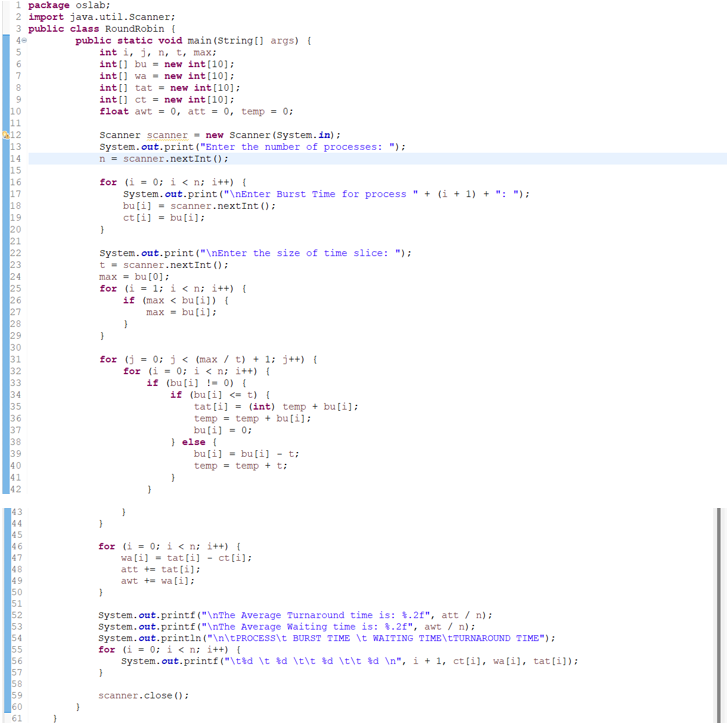 1 package oslab;
2 import java.util.Scanner;
3 public class RoundRobin {
4 public static void main(String[] args) {
5 int i, j, n, t, max;
6 int[] bu = new int[10];
7 int[] wa = new int[10];
8 int[] tat = new int[10];
9 int[] ct = new int[10];
10 float awt = 0, att = 0, temp = 0;
11
12 Scanner scanner = new Scanner(System.in);
13 System.out.print("Enter the number of processes: ");
14 n = scanner.nextInt();
15
16 for (i = 0; i < n; i++) {
17 System.out.print("\nEnter Burst Time for process " + (i + 1) + ": ");
18 bu[i] = scanner.nextInt();
19 ct[i] = bu[i];
20 }
21
22 System.out.print("\nEnter the size of time slice: ");
23 t = scanner.nextInt();
24 max = bu[0];
25 for (i = 1; i < n; i++) {
26 if (max < bu[i]) {
27 max = bu[i];
28 }
29 }
30
31 for (j = 0; j < (max / t) + 1; j++) {
32 for (i = 0; i < n; i++) {
33 if (bu[i] != 0) {
34 if (bu[i] <= t) {
35 tat[i] = (int) temp + bu[i];
36 temp = temp + bu[i];
37 bu[i] = 0;
38 } else {
39 bu[i] = bu[i] - t;
40 temp = temp + t;
41 }
42 }
43 }
44 }
45
46 for (i = 0; i < n; i++) {
47 wa[i] = tat[i] - ct[i];
48 att += tat[i];
49 awt += wa[i];
50 }
51
52 System.out.printf("\nThe Average Turnaround time is: %.2f", att / n);
53 System.out.printf("\nThe Average Waiting time is: %.2f", awt / n);
54 System.out.println("\n\tPROCESS\t BURST TIME \t WAITING TIME\tTURNAROUND TIME");
55 for (i = 0; i < n; i++) {
56 System.out.printf("\t%d \t %d \t\t %d \t\t %d \n", i + 1, ct[i], wa[i], tat[i]);
57 }
58
59 scanner.close();
60 }
61 }